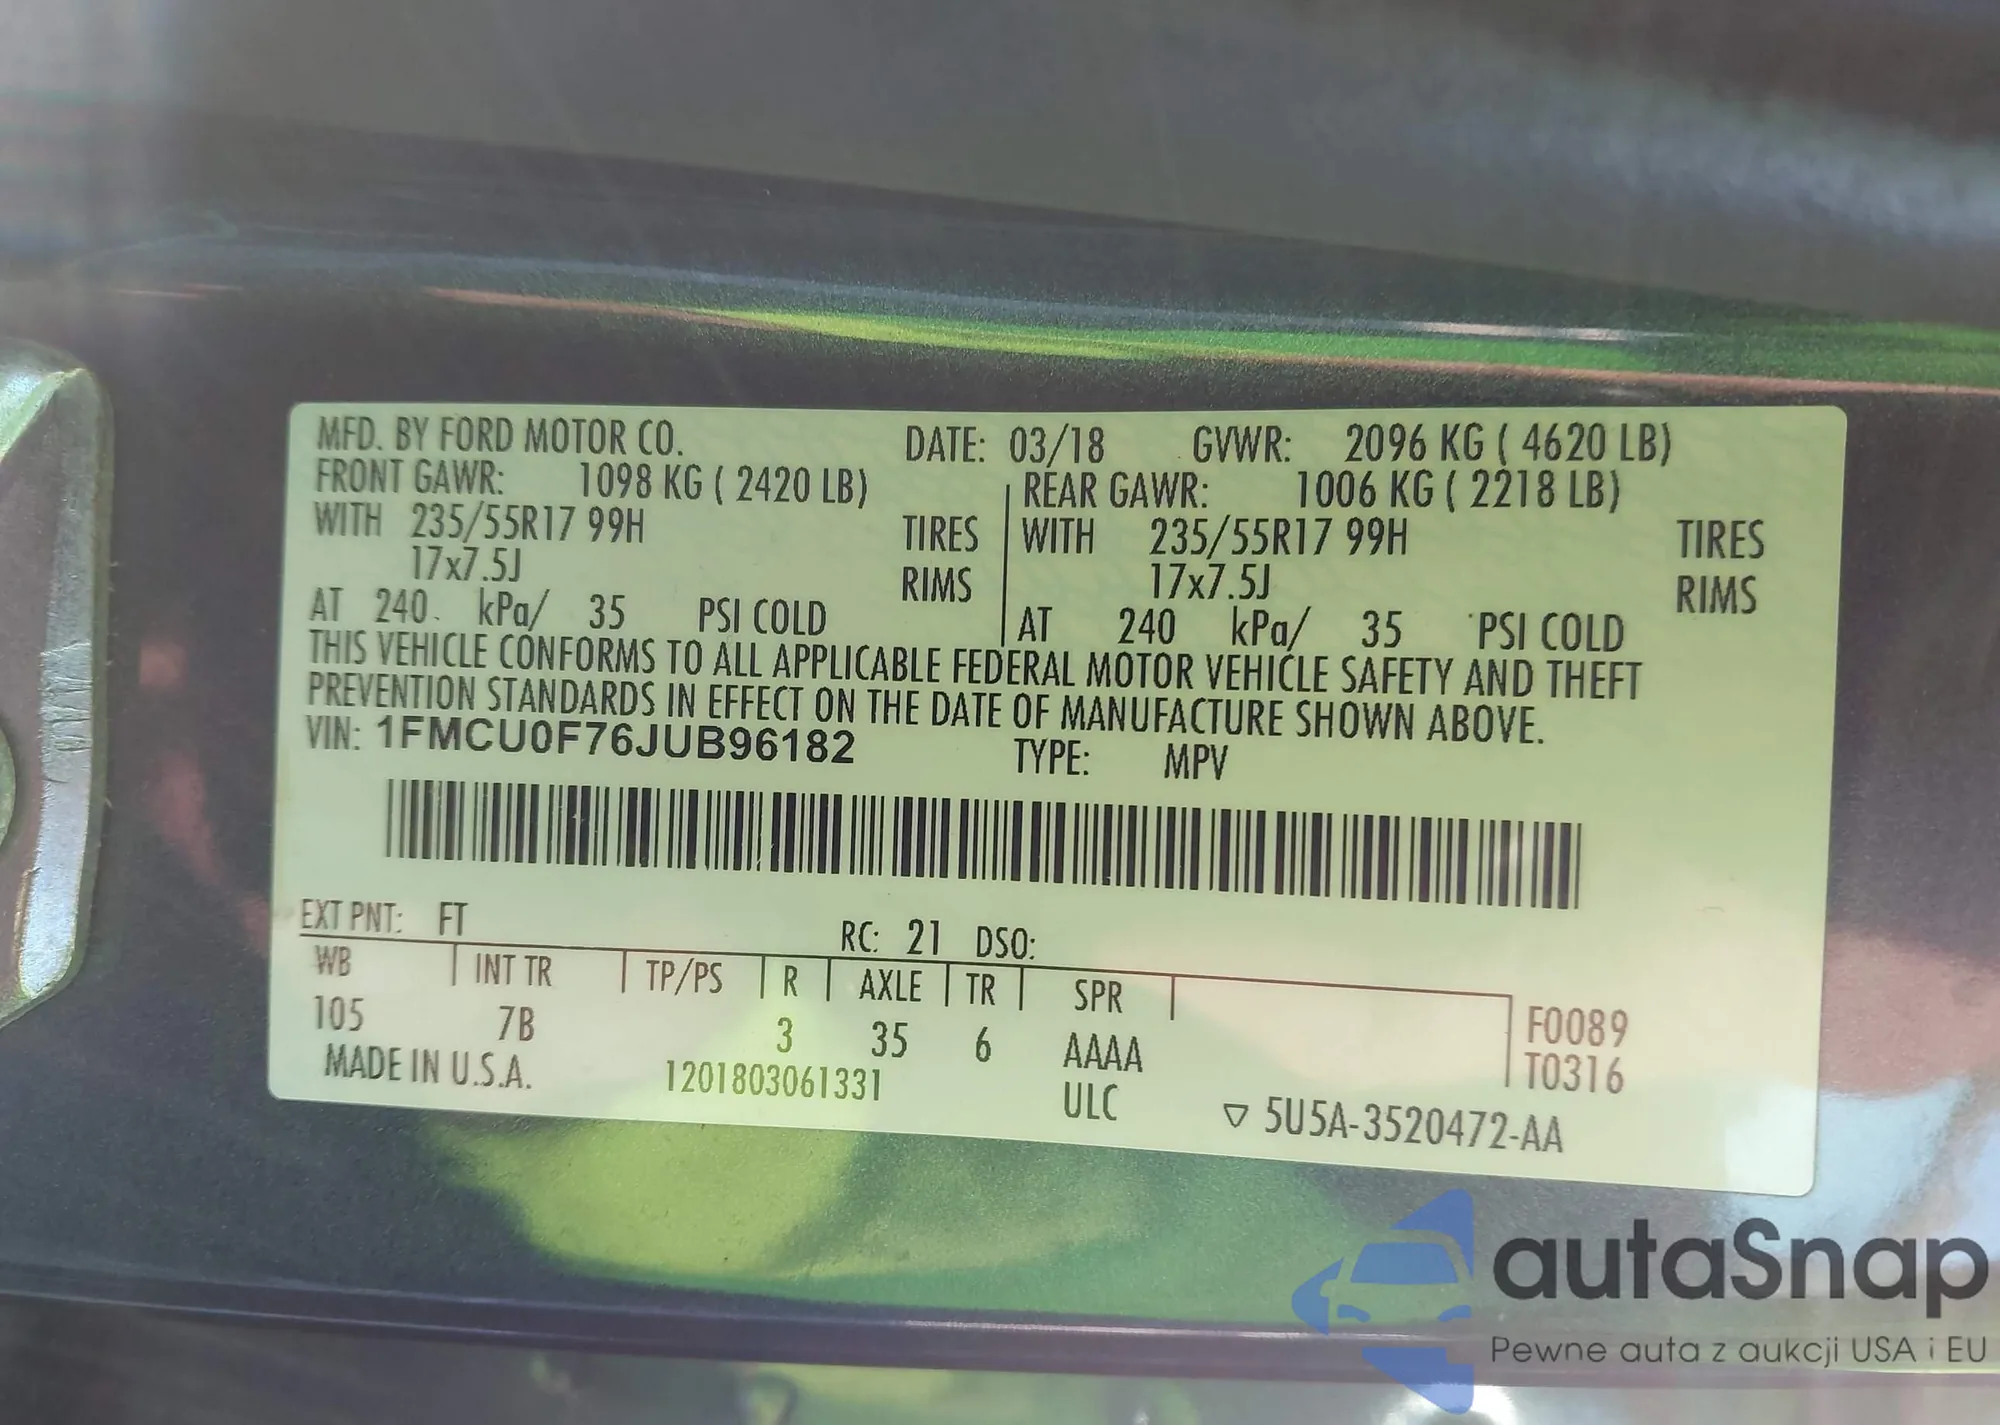 MFD. BY FORD MOTOR CO. DATE: 03/18 GVWR: 2096 KG ( 4620 LB)
FRONT GAWR: 1098 KG ( 2420 LB) REAR GAWR: 1006 KG ( 2218 LB)
WITH 235/55R17 99H TIRES WITH 235/55R17 99H TIRES
17x7.5J RIMS 17x7.5J RIMS
AT 240 kPa/ 35 PSI COLD AT 240 kPa/ 35 PSI COLD
THIS VEHICLE CONFORMS TO ALL APPLICABLE FEDERAL MOTOR VEHICLE SAFETY AND THEFT
PREVENTION STANDARDS IN EFFECT ON THE DATE OF MANUFACTURE SHOWN ABOVE.
VIN: 1FMCU0F76JUB96182 TYPE: MPV
EXT PNT: FT RC: 21 DSO:
WB INT TR TP/PS R AXLE TR SPR
105 7B 3 35 6 AAAA F0089
T0316
MADE IN U.S.A. 1201803061331 ULC ▽ 5U5A-3520472-AA
autaSnap
Pewne auta z aukcji USA i EU